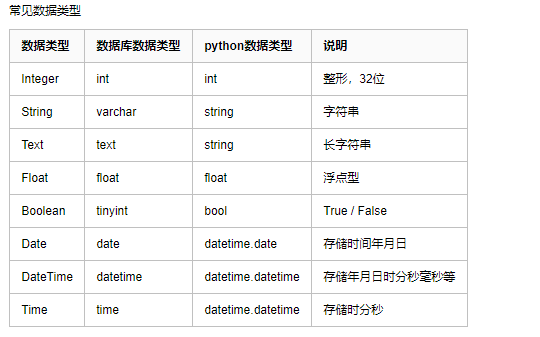 常见数据类型
数据类型 数据库数据类型 python数据类型 说明
Integer int int 整形，32位
String varchar string 字符串
Text text string 长字符串
Float float float 浮点型
Boolean tinyint bool True / False
Date date datetime.date 存储时间年月日
DateTime datetime datetime.datetime 存储年月日时分秒毫秒等
Time time datetime.datetime 存储时分秒